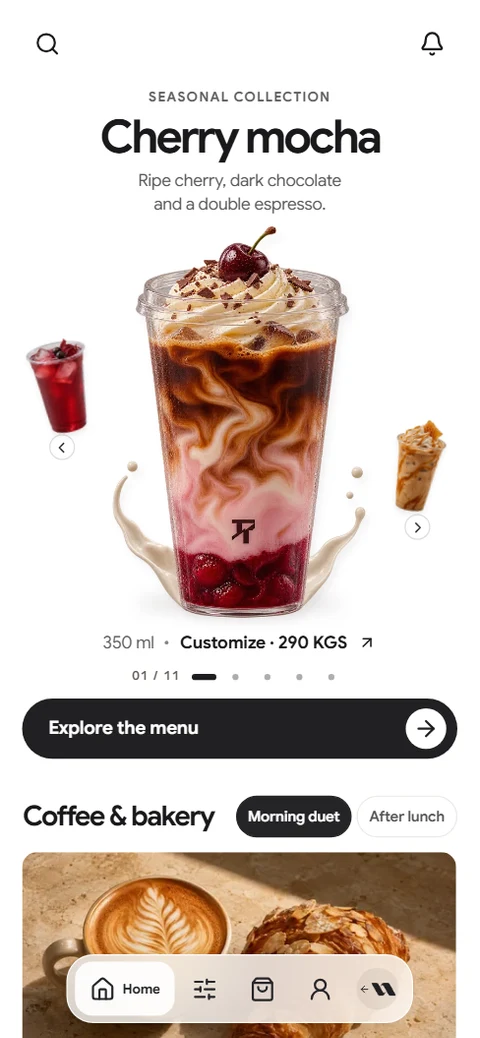 SEASONAL COLLECTION
Cherry mocha
Ripe cherry, dark chocolate
and a double espresso.
350 ml • Customize · 290 KGS
01 / 11
Explore the menu
Coffee & bakery
Morning duet
After lunch
Home